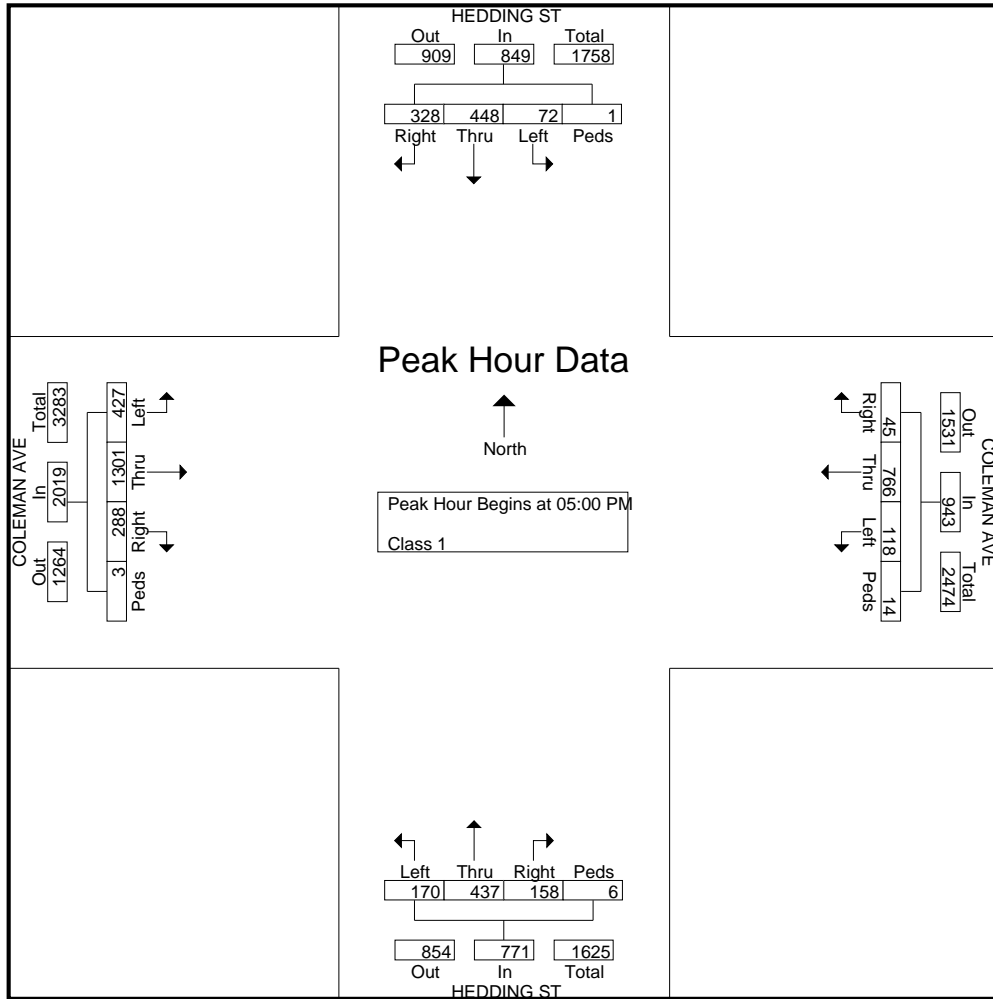 HEDDING ST
Out In Total
909 849 1758
328 448 72 1
Right Thru Left Peds
Peak Hour Data
North
Peak Hour Begins at 05:00 PM
Class 1
COLEMAN AVE
Total In Out
3283 2019 1264
427 1301 288 3
Left Thru Right Peds
COLEMAN AVE
Out In Total
1531 943 2474
45 766 118 14
Right Thru Left Peds
Left Thru Right Peds
170 437 158 6
854 771 1625
Out In Total
HEDDING ST